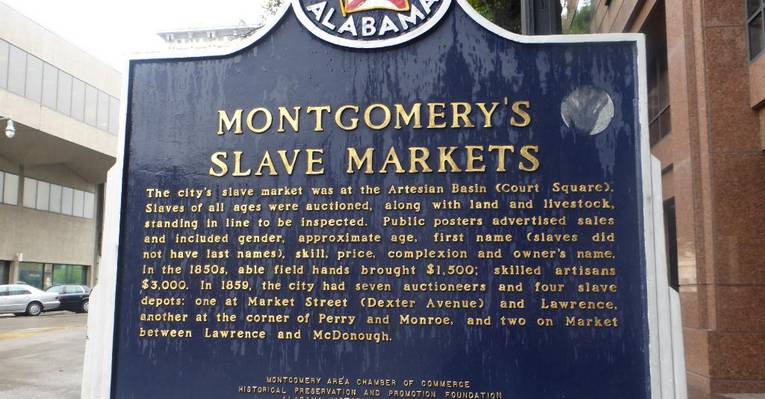 ALABAMA
MONTGOMERY'S
SLAVE MARKETS
The city's slave market was at the Artesian Basin (Court Square).
Slaves of all ages were auctioned, along with land and livestock,
standing in line to be inspected. Public posters advertised sales
and included gender, approximate age, first name (slaves did
not have last names), skill, price, complexion and owner's name.
In the 1850s, able field hands brought $1,500; skilled artisans
$3,000. In 1859, the city had seven auctioneers and four slave
depots: one at Market Street (Dexter Avenue) and Lawrence,
another at the corner of Perry and Monroe, and two on Market
between Lawrence and McDonough.
MONTGOMERY AREA CHAMBER OF COMMERCE
HISTORICAL PRESERVATION AND PROMOTION FOUNDATION